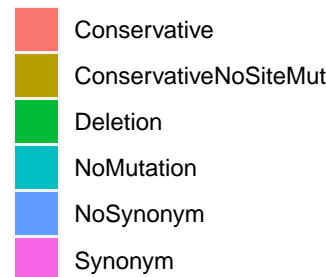 Conservative
ConservativeNoSiteMut
Deletion
NoMutation
NoSynonym
Synonym